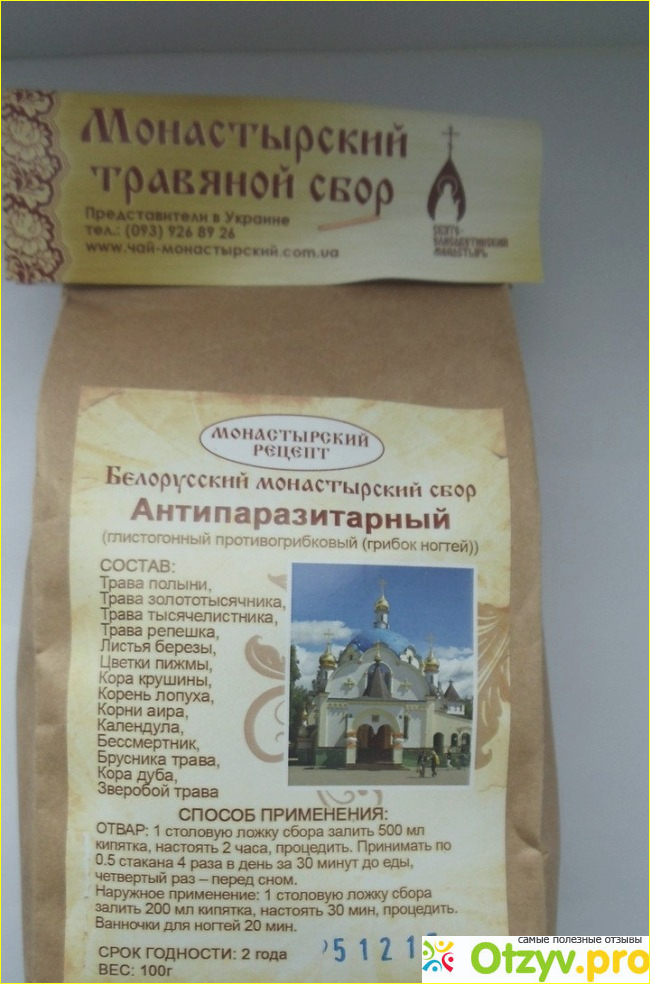 Монастырский
травяной сбор
Представители в Украине
тел.: (093) 926 89 26
www.чай-монастырский.com.ua
СВЯТО-
ЕЛИСАВЕТИНСКИЙ
МОНАСТЫРЬ
МОНАСТЫРСКИЙ
РЕЦЕПТ
Белорусский монастырский сбор
Антипаразитарный
(глистогонный противогрибковый (грибок ногтей))
СОСТАВ:
Трава полыни,
Трава золототысячника,
Трава тысячелистника,
Трава репешка,
Листья березы,
Цветки пижмы,
Кора крушины,
Корень лопуха,
Корни аира,
Календула,
Бессмертник,
Брусника трава,
Кора дуба,
Зверобой трава
СПОСОБ ПРИМЕНЕНИЯ:
ОТВАР: 1 столовую ложку сбора залить 500 мл
кипятка, настоять 2 часа, процедить. Принимать по
0.5 стакана 4 раза в день за 30 минут до еды,
четвертый раз – перед сном.
Наружное применение: 1 столовую ложку сбора
залить 200 мл кипятка, настоять 30 мин, процедить.
Ванночки для ногтей 20 мин.
СРОК ГОДНОСТИ: 2 года
ВЕС: 100г
самые полезные отзывы
Otzyv.pro